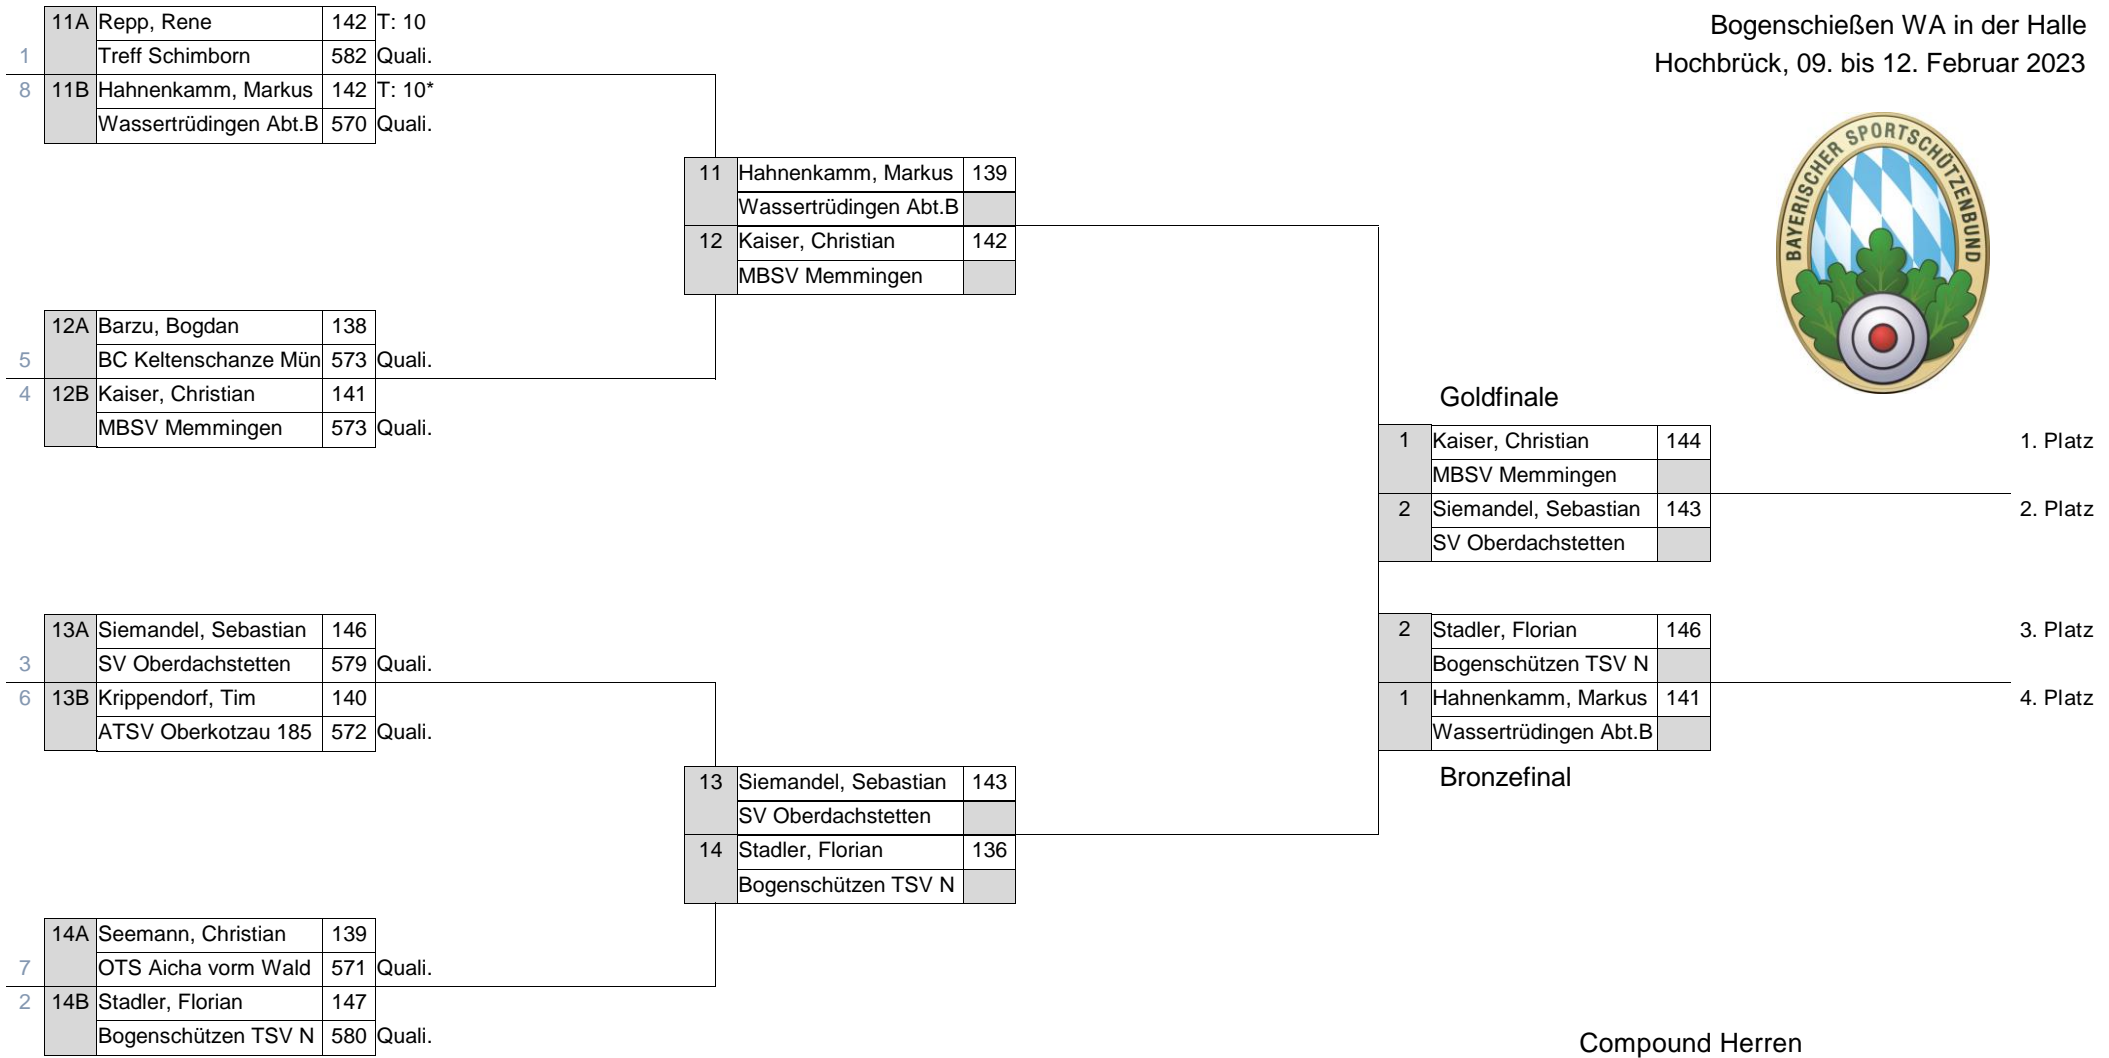 Bogenschießen WA in der Halle
Hochbrück, 09. bis 12. Februar 2023
BAYERISCHER SPORTSCHÜTZENBUND
11A Repp, Rene 142 T: 10
1 Treff Schimborn 582 Quali.
8 11B Hahnenkamm, Markus 142 T: 10*
Wassertrüdingen Abt.B 570 Quali.
11 Hahnenkamm, Markus 139
Wassertrüdingen Abt.B
12 Kaiser, Christian 142
MBSV Memmingen
12A Barzu, Bogdan 138
5 BC Keltenschanze Mün 573 Quali.
4 12B Kaiser, Christian 141
MBSV Memmingen 573 Quali.
Goldfinale
1 Kaiser, Christian 144 1. Platz
MBSV Memmingen
2 Siemandel, Sebastian 143 2. Platz
SV Oberdachstetten
13A Siemandel, Sebastian 146
3 SV Oberdachstetten 579 Quali.
6 13B Krippendorf, Tim 140
ATSV Oberkotzau 185 572 Quali.
2 Stadler, Florian 146 3. Platz
Bogenschützen TSV N
1 Hahnenkamm, Markus 141 4. Platz
Wassertrüdingen Abt.B
Bronzefinal
13 Siemandel, Sebastian 143
SV Oberdachstetten
14 Stadler, Florian 136
Bogenschützen TSV N
14A Seemann, Christian 139
7 OTS Aicha vorm Wald 571 Quali.
2 14B Stadler, Florian 147
Bogenschützen TSV N 580 Quali.
Compound Herren